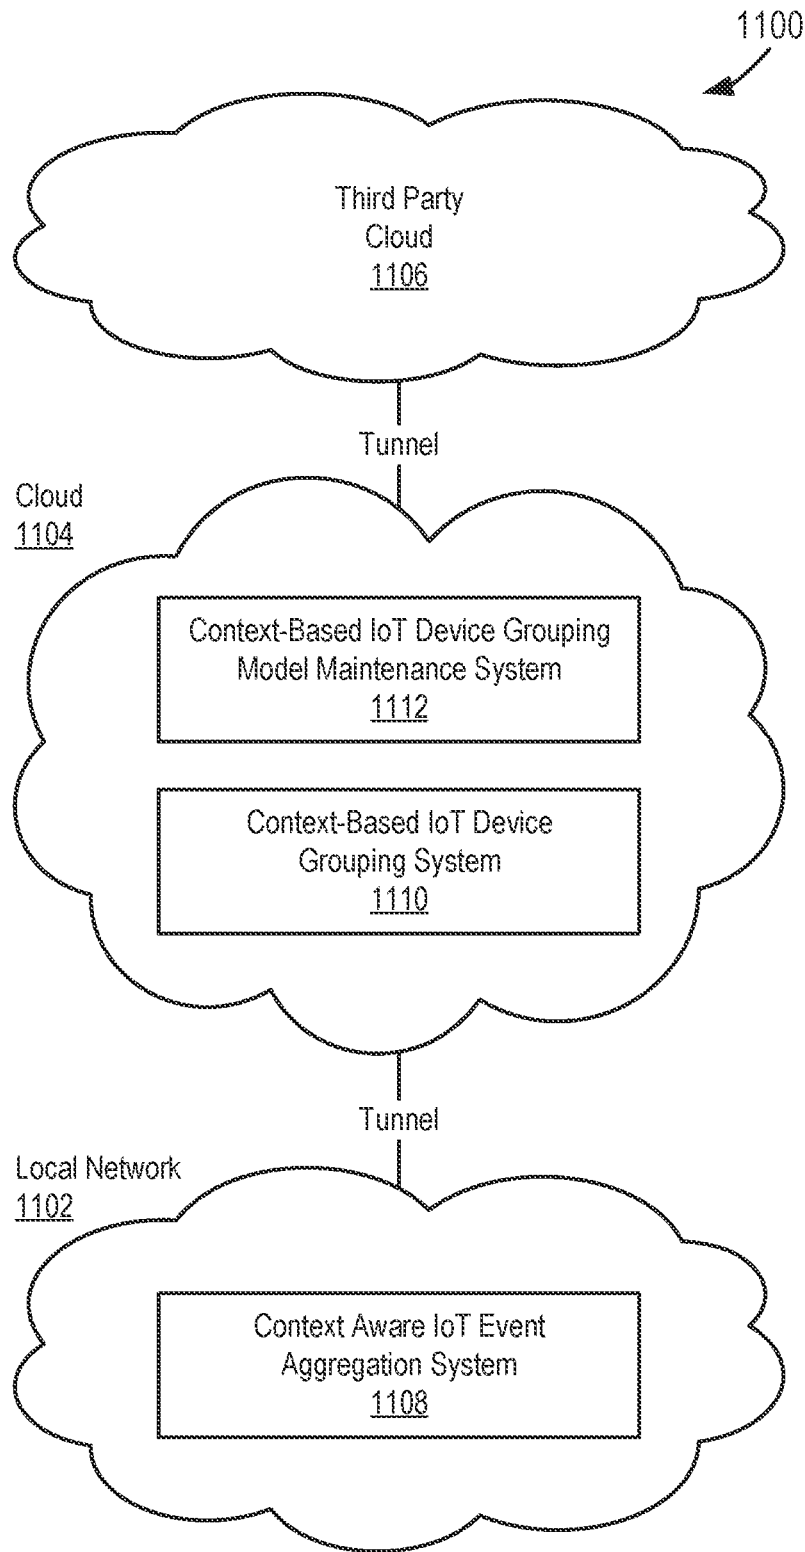 1100
Third Party
Cloud
1106
Tunnel
Cloud
1104
Context-Based IoT Device Grouping
Model Maintenance System
1112
Context-Based IoT Device
Grouping System
1110
Tunnel
Local Network
1102
Context Aware IoT Event
Aggregation System
1108